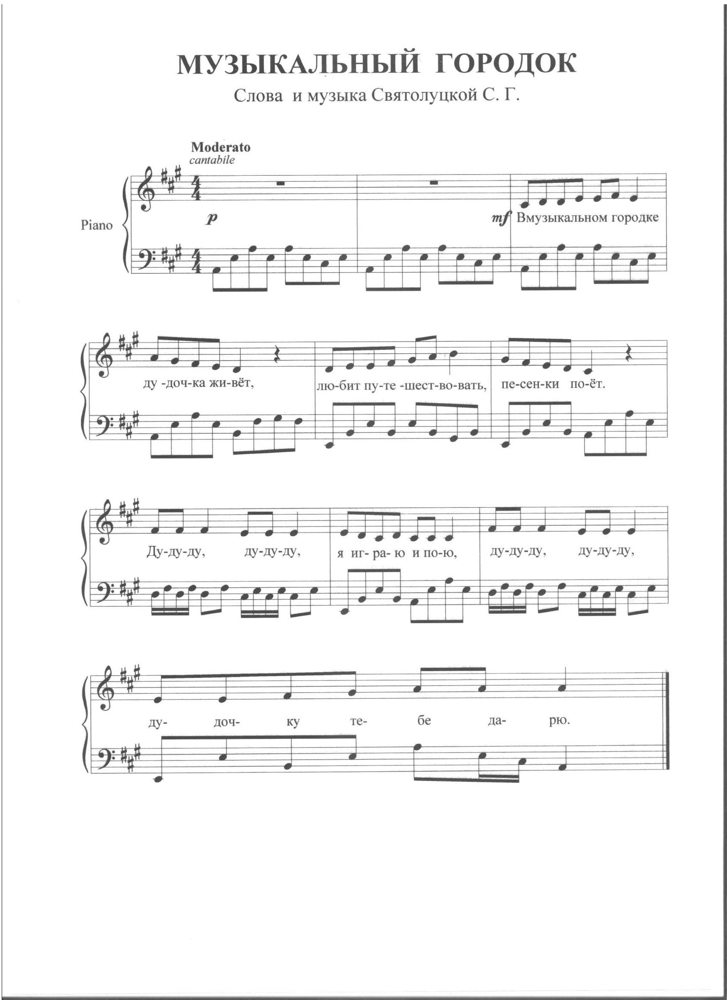 МУЗЫКАЛЬНЫЙ ГОРОДОК
Слова и музыка Святолуцкой С. Г.
Moderato
cantabile
Piano
p
mf Вмузыкальном городке
ду -доч-ка жи-вёт, лю-бит пу-те -шест-во-вать, пе-сен-ки по-ёт.
Ду-ду-ду, ду-ду-ду, я иг- ра- ю и по-ю, ду-ду-ду, ду-ду-ду,
ду- доч- ку те- бе да- рю.